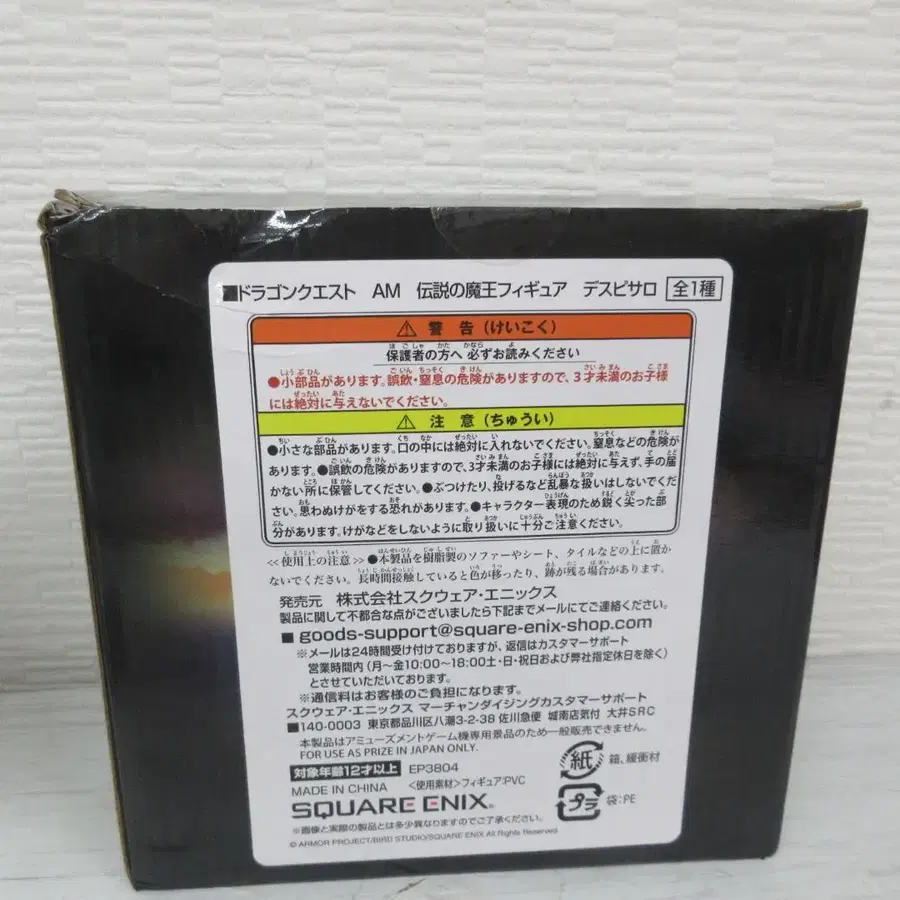 ■ドラゴンクエスト AM 伝説の魔王フィギュア デスピサロ 全1種
⚠ 警告(けいこく)
保護者の方へ 必ずお読みください
●小部品があります。誤飲・窒息の危険がありますので、3才未満のお子様
には絶対に与えないでください。
⚠ 注意(ちゅうい)
●小さな部品があります。口の中には絶対に入れないでください。窒息などの危険が
あります。●誤飲の危険がありますので、3才未満のお子様には絶対に与えず、手の届
かない所に保管してください。●ぶつけたり、投げるなど乱暴な扱いはしないでくだ
さい。思わぬけがをする恐れがあります。●キャラクター表現のため鋭く尖った部
分があります。けがなどをしないように取り扱いに十分ご注意ください。
≪使用上の注意≫●本製品を樹脂製のソファーやシート、タイルなどの上に置か
ないでください。長時間接触していると色が移ったり、跡が残る場合があります。
発売元 株式会社スクウェア・エニックス
製品に関して不都合な点がございましたら下記までメールにてご連絡ください。
■goods-support@square-enix-shop.com
※メールは24時間受け付けておりますが、返信はカスタマーサポート
営業時間内(月〜金10:00〜18:00土・日・祝日および弊社指定休日を除く)
とさせていただいております。
※通信料はお客様のご負担になります。
スクウェア・エニックス マーチャンダイジングカスタマーサポート
■140-0003 東京都品川区八潮3-2-38 佐川急便 城南店気付 大井SRC
本製品はアミューズメントゲーム機専用景品のため一般販売できません。
FOR USE AS PRIZE IN JAPAN ONLY.
対象年齢12才以上 EP3804
MADE IN CHINA <使用素材>フィギュア:PVC
紙 箱、緩衝材
プラ 袋:PE
SQUARE ENIX®
※画像と実際の製品とは多少異なりますのでご了承ください。
© ARMOR PROJECT/BIRD STUDIO/SQUARE ENIX All Rights Reserved.